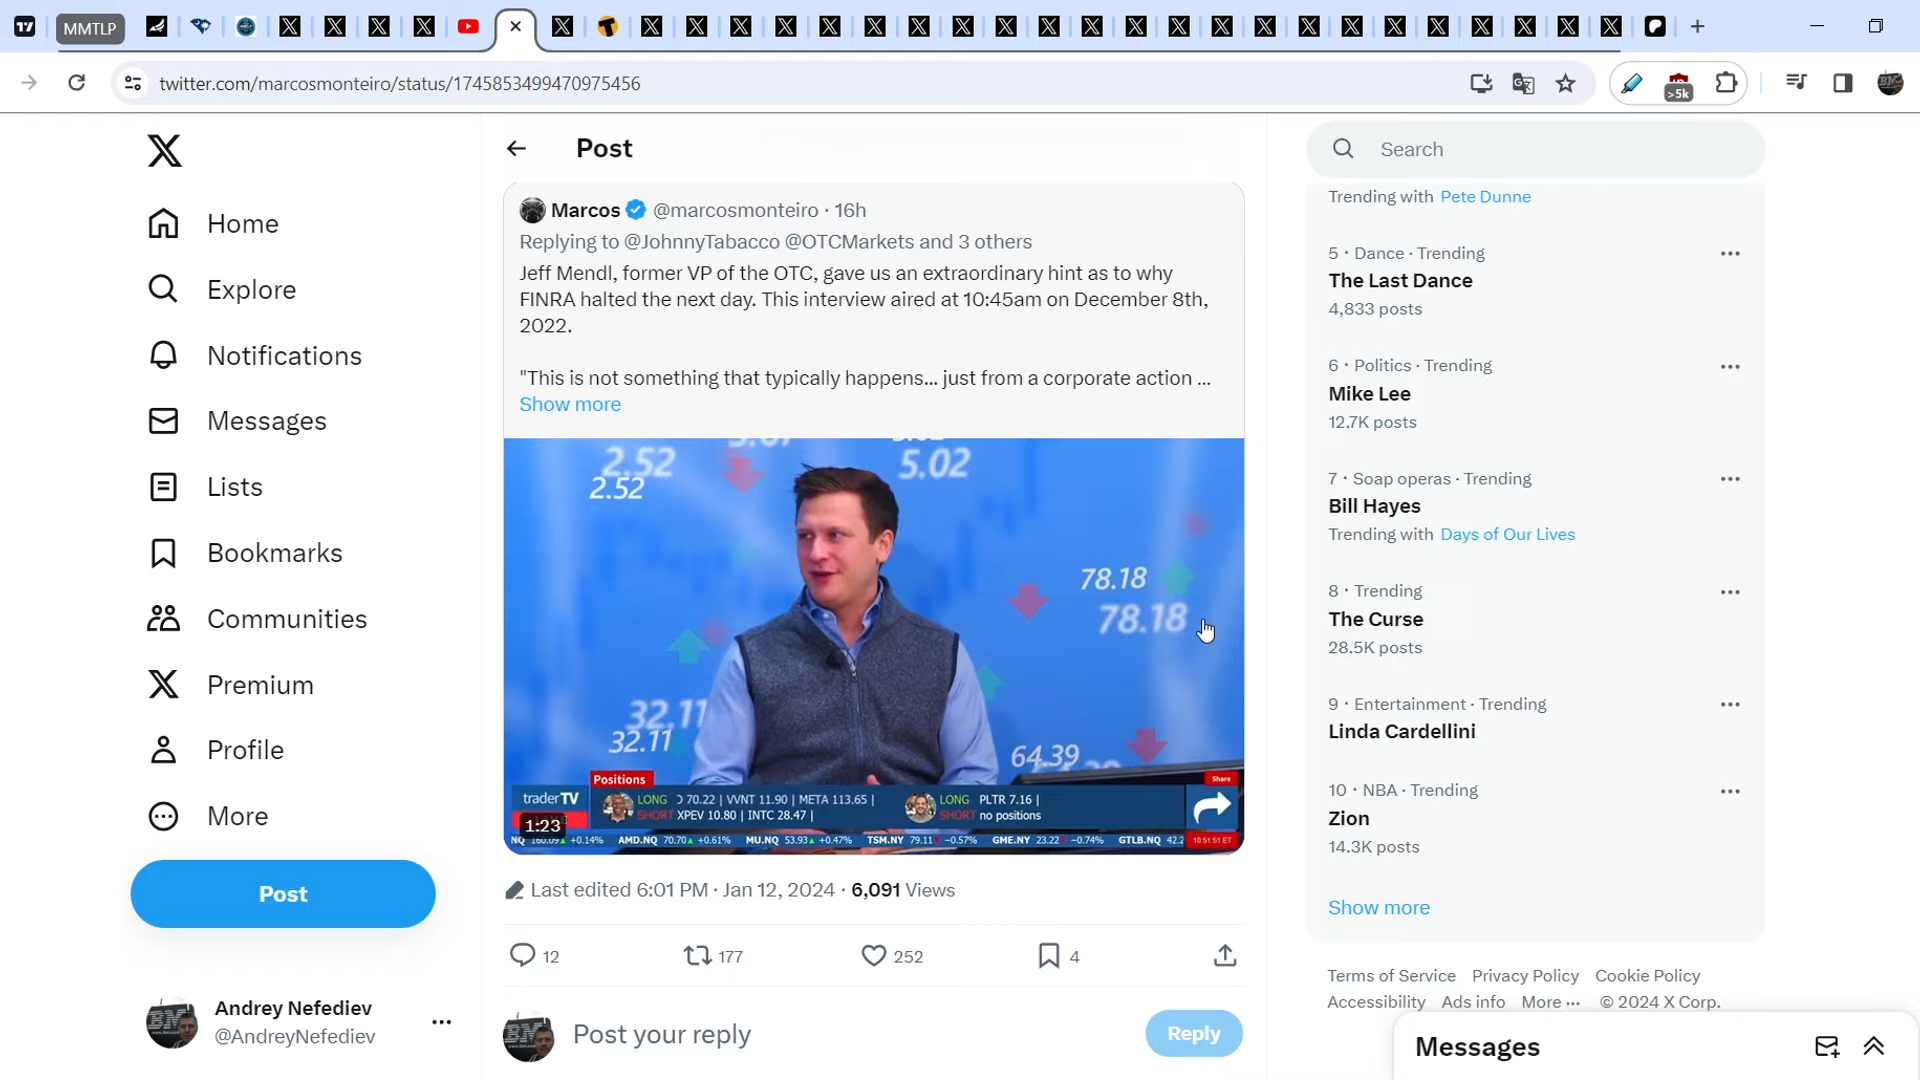 MMTLP
twitter.com/marcosmonteiro/status/1745853499470975456
>5k
Post
Search
Marcos @marcosmonteiro · 16h
Replying to @JohnnyTabacco @OTCMarkets and 3 others
Jeff Mendl, former VP of the OTC, gave us an extraordinary hint as to why
FINRA halted the next day. This interview aired at 10:45am on December 8th,
2022.
"This is not something that typically happens... just from a corporate action ...
Show more
2.52
2.52
5.02
78.18
78.18
32.11
32.11
64.39
Positions
Share
traderTV
LONG 70.22 | VVNT 11.90 | META 113.65 |
SHORT XPEV 10.80 | INTC 28.47 |
LONG PLTR 7.16 |
SHORT no positions
1:23
NQ 160.09 +0.14% AMD.NQ 70.70 +0.61% MU.NQ 53.93 +0.47% TSM.NY 79.11 -0.57% GME.NY 23.22 -0.74% GTLB.NQ 42.2 10:51:51 ET
Last edited 6:01 PM · Jan 12, 2024 · 6,091 Views
12
177
252
4
Post your reply
Reply
Home
Explore
Notifications
Messages
Lists
Bookmarks
Communities
Premium
Profile
More
Post
Andrey Nefediev
@AndreyNefediev
Trending with Pete Dunne
5 · Dance · Trending
The Last Dance
4,833 posts
6 · Politics · Trending
Mike Lee
12.7K posts
7 · Soap operas · Trending
Bill Hayes
Trending with Days of Our Lives
8 · Trending
The Curse
28.5K posts
9 · Entertainment · Trending
Linda Cardellini
10 · NBA · Trending
Zion
14.3K posts
Show more
Terms of Service Privacy Policy Cookie Policy
Accessibility Ads info More ··· © 2024 X Corp.
Messages